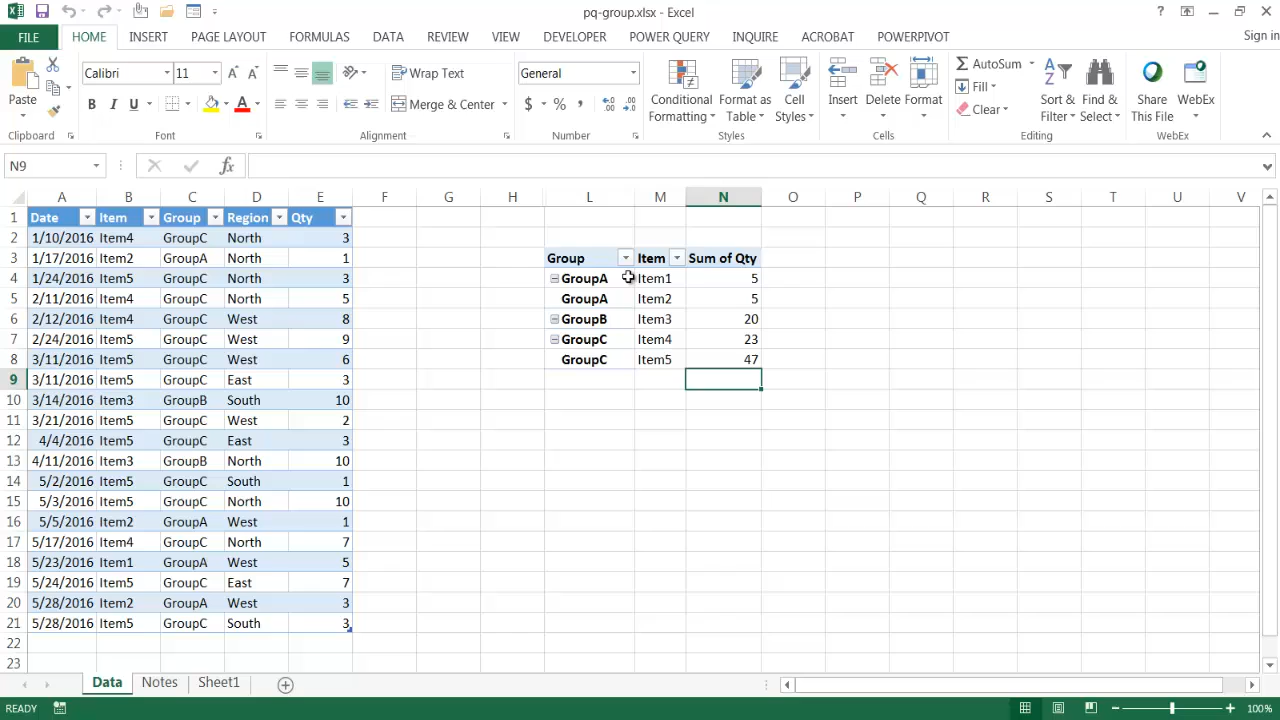 pq-group.xlsx - Excel
FILE HOME INSERT PAGE LAYOUT FORMULAS DATA REVIEW VIEW DEVELOPER POWER QUERY INQUIRE ACROBAT POWERPIVOT Sign in
Paste
Calibri
B I U
Wrap Text
Merge & Center
General
$ %
Conditional Formatting
Format as Table
Cell Styles
Insert
Delete
Format
AutoSum
Fill
Clear
Sort & Filter
Find & Select
Share This File
WebEx
Clipboard Font Alignment Number Styles Cells Editing WebEx
N9 fx
A B C D E F G H L M N O P Q R S T U V
1 Date Item Group Region Qty
2 1/10/2016 Item4 GroupC North 3
3 1/17/2016 Item2 GroupA North 1 Group Item Sum of Qty
4 1/24/2016 Item5 GroupC North 3 GroupA Item1 5
5 2/11/2016 Item4 GroupC North 5 GroupA Item2 5
6 2/12/2016 Item4 GroupC West 8 GroupB Item3 20
7 2/24/2016 Item5 GroupC West 9 GroupC Item4 23
8 3/11/2016 Item5 GroupC West 6 GroupC Item5 47
9 3/11/2016 Item5 GroupC East 3
10 3/14/2016 Item3 GroupB South 10
11 3/21/2016 Item5 GroupC West 2
12 4/4/2016 Item5 GroupC East 3
13 4/11/2016 Item3 GroupB North 10
14 5/2/2016 Item5 GroupC South 1
15 5/3/2016 Item5 GroupC North 10
16 5/5/2016 Item2 GroupA West 1
17 5/17/2016 Item4 GroupC North 7
18 5/23/2016 Item1 GroupA West 5
19 5/24/2016 Item5 GroupC East 7
20 5/28/2016 Item2 GroupA West 3
21 5/28/2016 Item5 GroupC South 3
22
23
Data Notes Sheet1
READY 100%